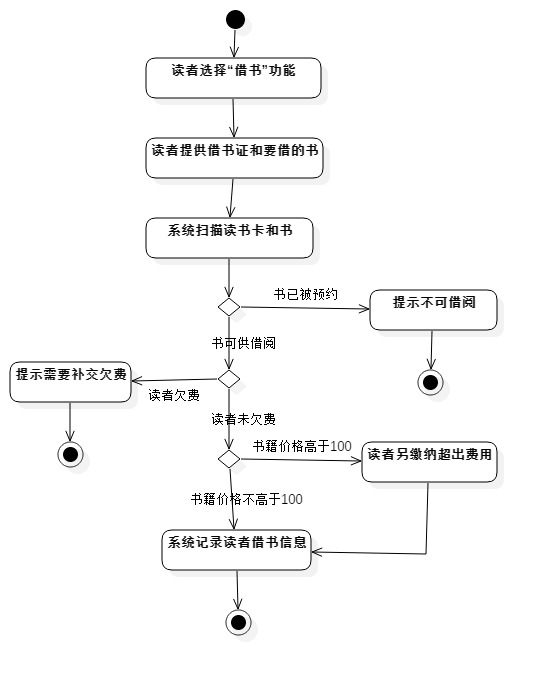 读者选择“借书”功能
读者提供借书证和要借的书
系统扫描读书卡和书
书已被预约
提示不可借阅
书可供借阅
提示需要补交欠费
读者欠费
读者未欠费
书籍价格高于100
读者另缴纳超出费用
书籍价格不高于100
系统记录读者借书信息